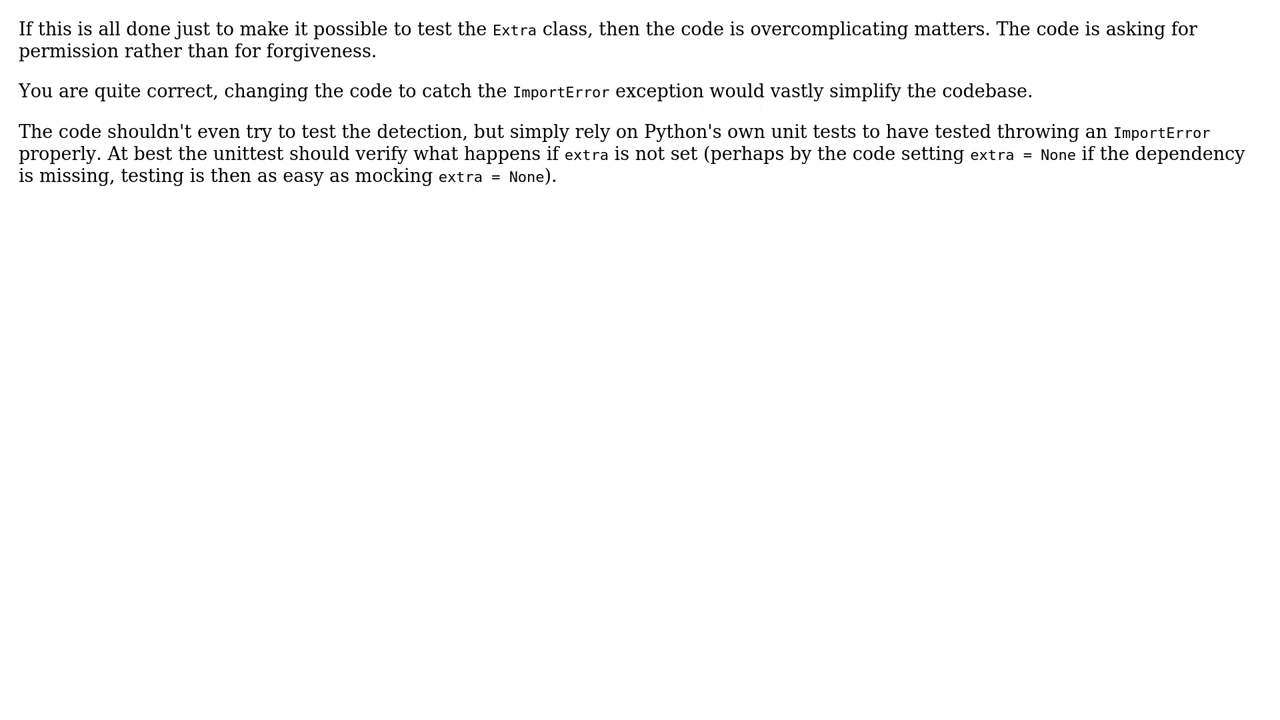 If this is all done just to make it possible to test the Extra class, then the code is overcomplicating matters. The code is asking for
permission rather than for forgiveness.
You are quite correct, changing the code to catch the ImportError exception would vastly simplify the codebase.
The code shouldn't even try to test the detection, but simply rely on Python's own unit tests to have tested throwing an ImportError
properly. At best the unittest should verify what happens if extra is not set (perhaps by the code setting extra = None if the dependency
is missing, testing is then as easy as mocking extra = None).